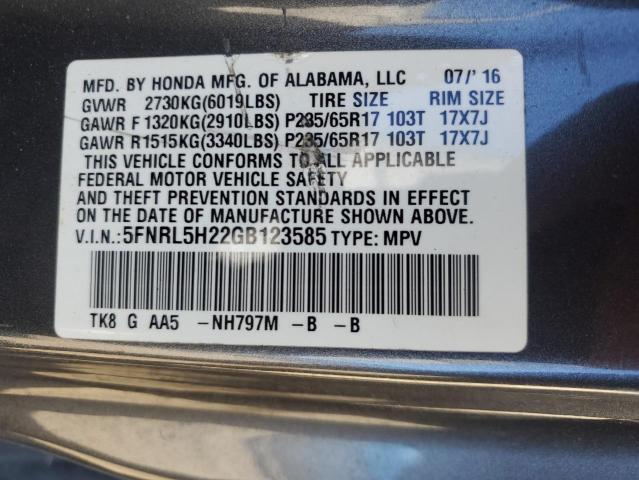 MFD. BY HONDA MFG. OF ALABAMA, LLC 07/'16
GVWR 2730KG(6019LBS) TIRE SIZE RIM SIZE
GAWR F1320KG(2910LBS) P235/65R17 103T 17X7J
GAWR R1515KG(3340LBS) P235/65R17 103T 17X7J
THIS VEHICLE CONFORMS TO ALL APPLICABLE
FEDERAL MOTOR VEHICLE SAFETY
AND THEFT PREVENTION STANDARDS IN EFFECT
ON THE DATE OF MANUFACTURE SHOWN ABOVE.
V.I.N.:5FNRL5H22GB123585 TYPE: MPV
TK8 G AA5 -NH797M -B -B